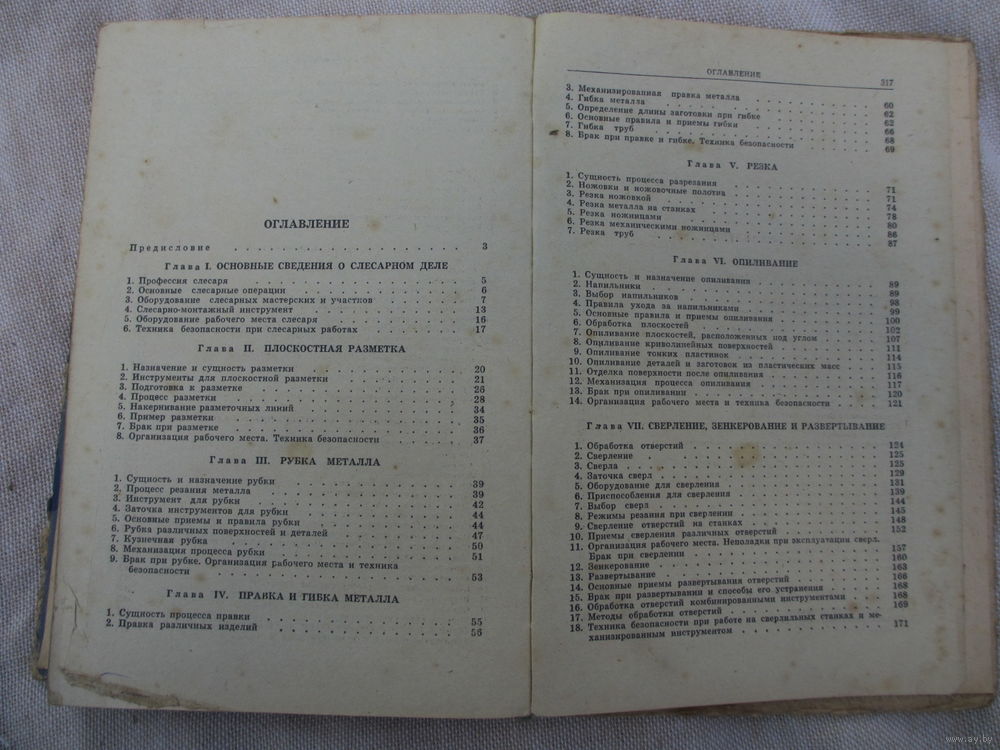 ОГЛАВЛЕНИЕ
Предисловие . . . . . . . . . . . . . . . . 3
Глава I. ОСНОВНЫЕ СВЕДЕНИЯ О СЛЕСАРНОМ ДЕЛЕ
1. Профессия слесаря . . . . . . . . . . . . 5
2. Основные слесарные операции . . . . . . . . . . . . 6
3. Оборудование слесарных мастерских и участков . . . . . . 7
4. Слесарно-монтажный инструмент . . . . . . . . . . 13
5. Оборудование рабочего места слесаря . . . . . . . . . 16
6. Техника безопасности при слесарных работах . . . . . . . 17
Глава II. ПЛОСКОСТНАЯ РАЗМЕТКА
1. Назначение и сущность разметки . . . . . . . . . . 20
2. Инструменты для плоскостной разметки . . . . . . . . 21
3. Подготовка к разметке . . . . . . . . . . . . 26
4. Процесс разметки . . . . . . . . . . . . 28
5. Накернивание разметочных линий . . . . . . . . . . 34
6. Пример разметки . . . . . . . . . . . . 35
7. Брак при разметке . . . . . . . . . . . . 36
8. Организация рабочего места. Техника безопасности . . . . . 37
Глава III. РУБКА МЕТАЛЛА
1. Сущность и назначение рубки . . . . . . . . . . 39
2. Процесс резания металла . . . . . . . . . . . 39
3. Инструмент для рубки . . . . . . . . . . . 42
4. Заточка инструментов для рубки . . . . . . . . . 44
5. Основные приемы и правила рубки . . . . . . . . . 44
6. Рубка различных поверхностей и деталей . . . . . . . 47
7. Кузнечная рубка . . . . . . . . . . . . 50
8. Механизация процесса рубки . . . . . . . . . . 51
9. Брак при рубке. Организация рабочего места и техника
безопасности . . . . . . . . . . . . 53
Глава IV. ПРАВКА И ГИБКА МЕТАЛЛА
1. Сущность процесса правки . . . . . . . . . . 55
2. Правка различных изделий . . . . . . . . . . 56
ОГЛАВЛЕНИЕ 317
3. Механизированная правка металла . . . . . . . . 60
4. Гибка металла . . . . . . . . . . . . 62
5. Определение длины заготовки при гибке . . . . . . . 62
6. Основные правила и приемы гибки . . . . . . . . 66
7. Гибка труб . . . . . . . . . . . . 68
8. Брак при правке и гибке. Техника безопасности . . . . . 69
Глава V. РЕЗКА
1. Сущность процесса разрезания . . . . . . . . . 71
2. Ножовки и ножовочные полотна . . . . . . . . . 71
3. Резка ножовкой . . . . . . . . . . . . 74
4. Резка металла на станках . . . . . . . . . . 78
5. Резка ножницами . . . . . . . . . . . . 80
6. Резка механическими ножницами . . . . . . . . . 86
7. Резка труб . . . . . . . . . . . . 87
Глава VI. ОПИЛИВАНИЕ
1. Сущность и назначение опиливания . . . . . . . . 89
2. Напильники . . . . . . . . . . . . 89
3. Выбор напильников . . . . . . . . . . . 98
4. Правила ухода за напильниками . . . . . . . . . 99
5. Основные правила и приемы опиливания . . . . . . . 100
6. Обработка плоскостей . . . . . . . . . . . 102
7. Опиливание плоскостей, расположенных под углом . . . . 107
8. Опиливание криволинейных поверхностей . . . . . . . 111
9. Опиливание тонких пластинок . . . . . . . . . 114
10. Опиливание деталей и заготовок из пластических масс . . . 115
11. Отделка поверхности после опиливания . . . . . . . 116
12. Механизация процесса опиливания . . . . . . . . 117
13. Брак при опиливании . . . . . . . . . . . 120
14. Организация рабочего места и техника безопасности . . . . 121
Глава VII. СВЕРЛЕНИЕ, ЗЕНКЕРОВАНИЕ И РАЗВЕРТЫВАНИЕ
1. Обработка отверстий . . . . . . . . . . . 124
2. Сверление . . . . . . . . . . . . 125
3. Сверла . . . . . . . . . . . . 125
4. Заточка сверл . . . . . . . . . . . . 129
5. Оборудование для сверления . . . . . . . . . 131
6. Приспособления для сверления . . . . . . . . . 139
7. Выбор сверл . . . . . . . . . . . . 144
8. Режимы резания при сверлении . . . . . . . . . 145
9. Сверление отверстий на станках . . . . . . . . 148
10. Приемы сверления различных отверстий . . . . . . . 152
11. Организация рабочего места. Неполадки при эксплуатации сверл.
Брак при сверлении . . . . . . . . . . . 157
12. Зенкерование . . . . . . . . . . . . 160
13. Развертывание . . . . . . . . . . . . 163
14. Основные приемы развертывания отверстий . . . . . . 166
15. Брак при развертывании и способы его устранения . . . . 168
16. Обработка отверстий комбинированными инструментами . . . 168
17. Методы обработки отверстий . . . . . . . . . 169
18. Техника безопасности при работе на сверлильных станках и ме-
ханизированным инструментом . . . . . . . . . 171
www.ay.by